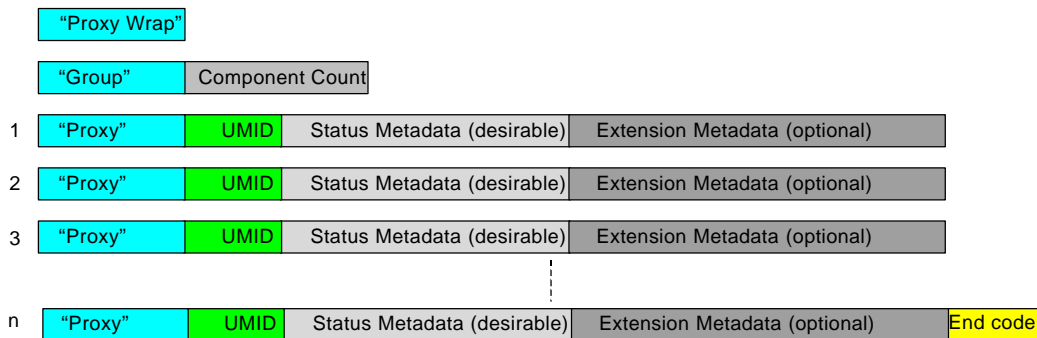 “Proxy Wrap”
“Group” Component Count
1 “Proxy” UMID Status Metadata (desirable) Extension Metadata (optional)
2 “Proxy” UMID Status Metadata (desirable) Extension Metadata (optional)
3 “Proxy” UMID Status Metadata (desirable) Extension Metadata (optional)
n “Proxy” UMID Status Metadata (desirable) Extension Metadata (optional) End code